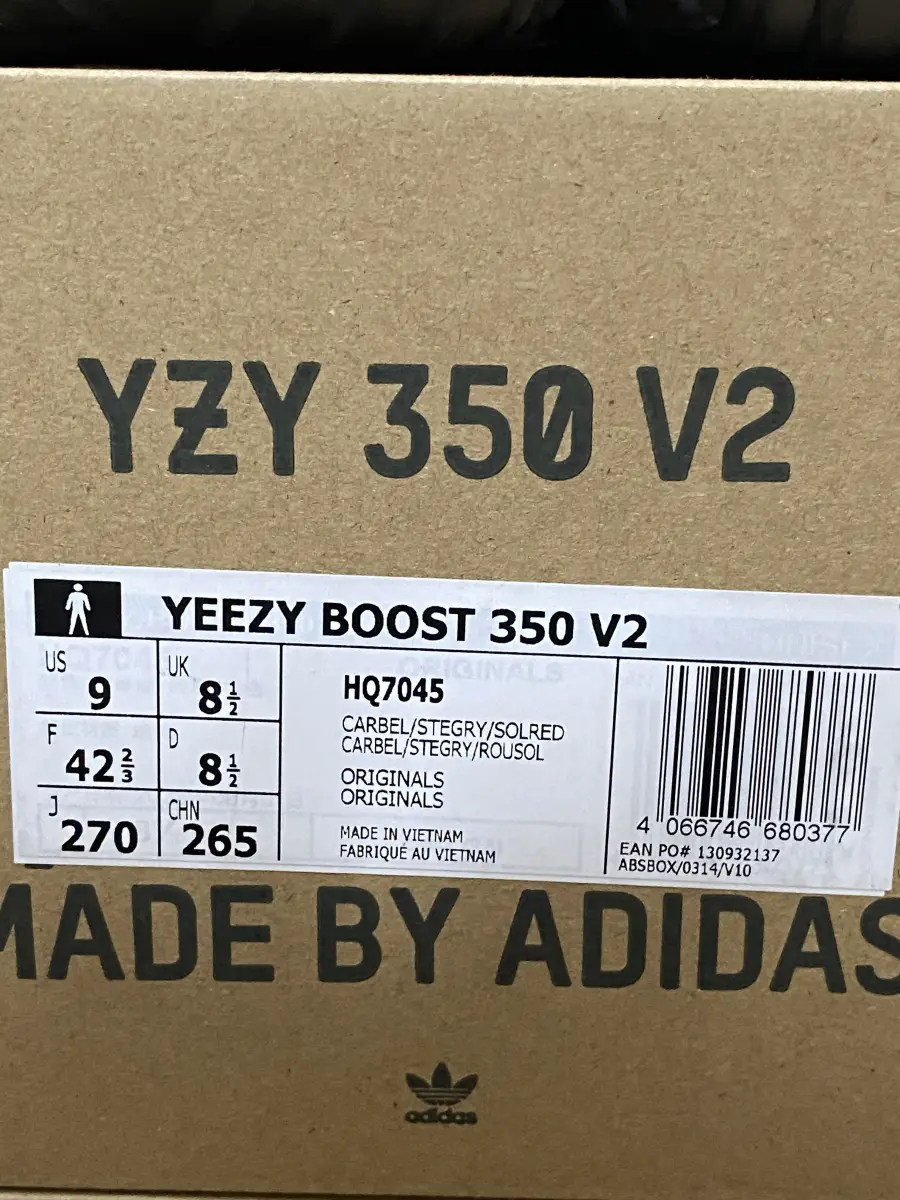 YZY 350 V2
YEEZY BOOST 350 V2
US
9
UK
8 1/2
F
42 2/3
D
8 1/2
J
270
CHN
265
HQ7045
CARBEL/STEGRY/SOLRED
CARBEL/STEGRY/ROUSOL
ORIGINALS
ORIGINALS
MADE IN VIETNAM
FABRIQUÉ AU VIETNAM
4 066746 680377
EAN PO# 130932137
ABSBOX/0314/V10
MADE BY ADIDAS
adidas